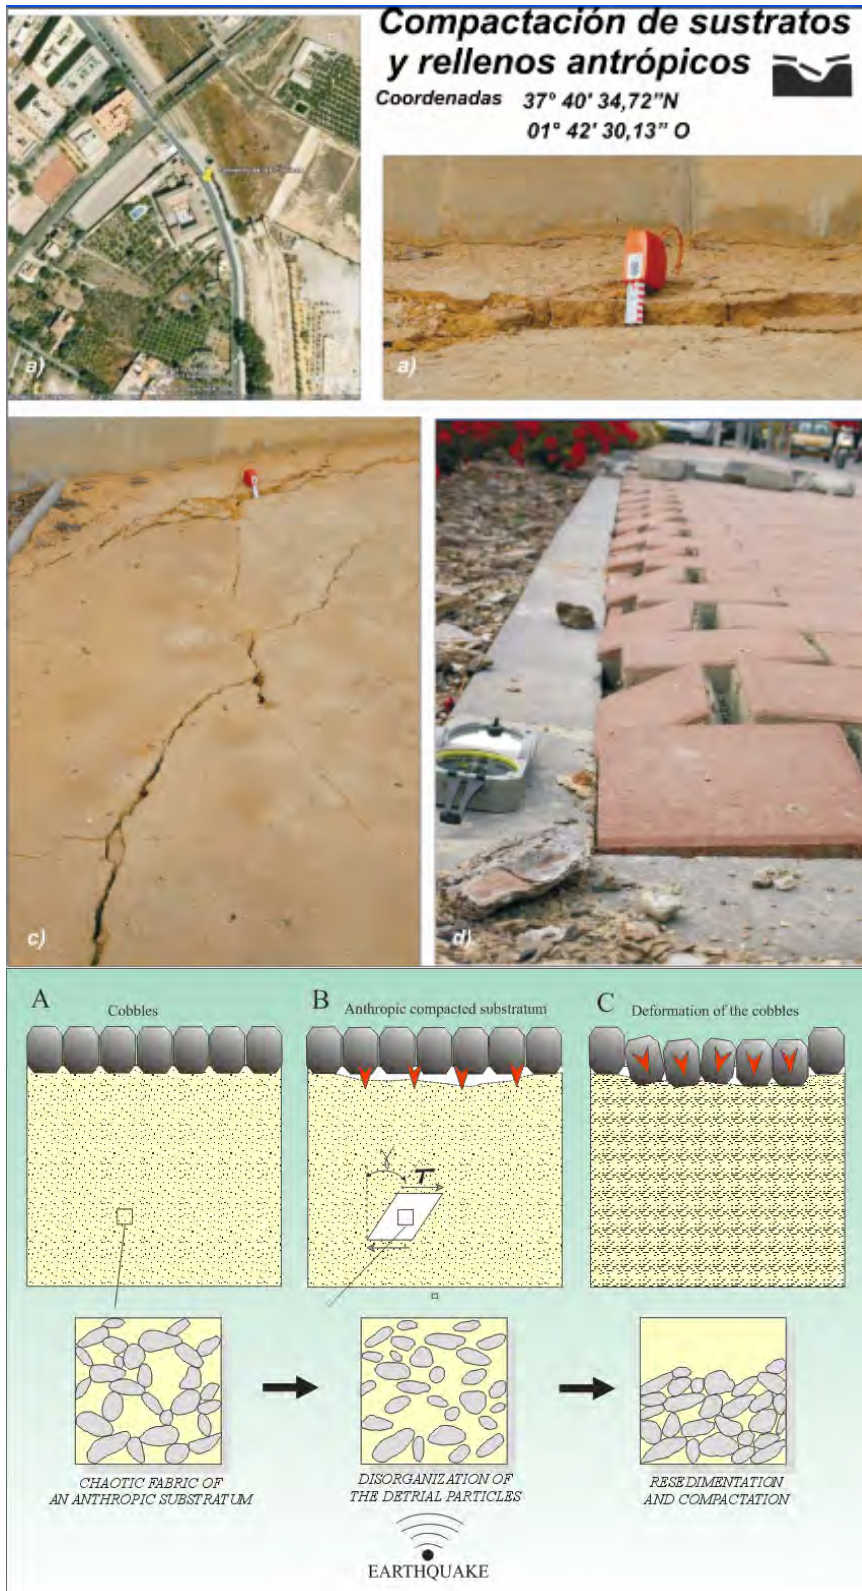 Compactación de sustratos
y rellenos antrópicos
Coordenadas 37° 40' 34,72”N
01° 42' 30,13” O
a)
a)
c)
d)
A
Cobbles
B
Anthropic compacted substratum
C
Deformation of the cobbles
γ
T
CHAOTIC FABRIC OF
AN ANTHROPIC SUBSTRATUM
DISORGANIZATION OF
THE DETRIAL PARTICLES
RESEDIMENTATION
AND COMPACTATION
EARTHQUAKE